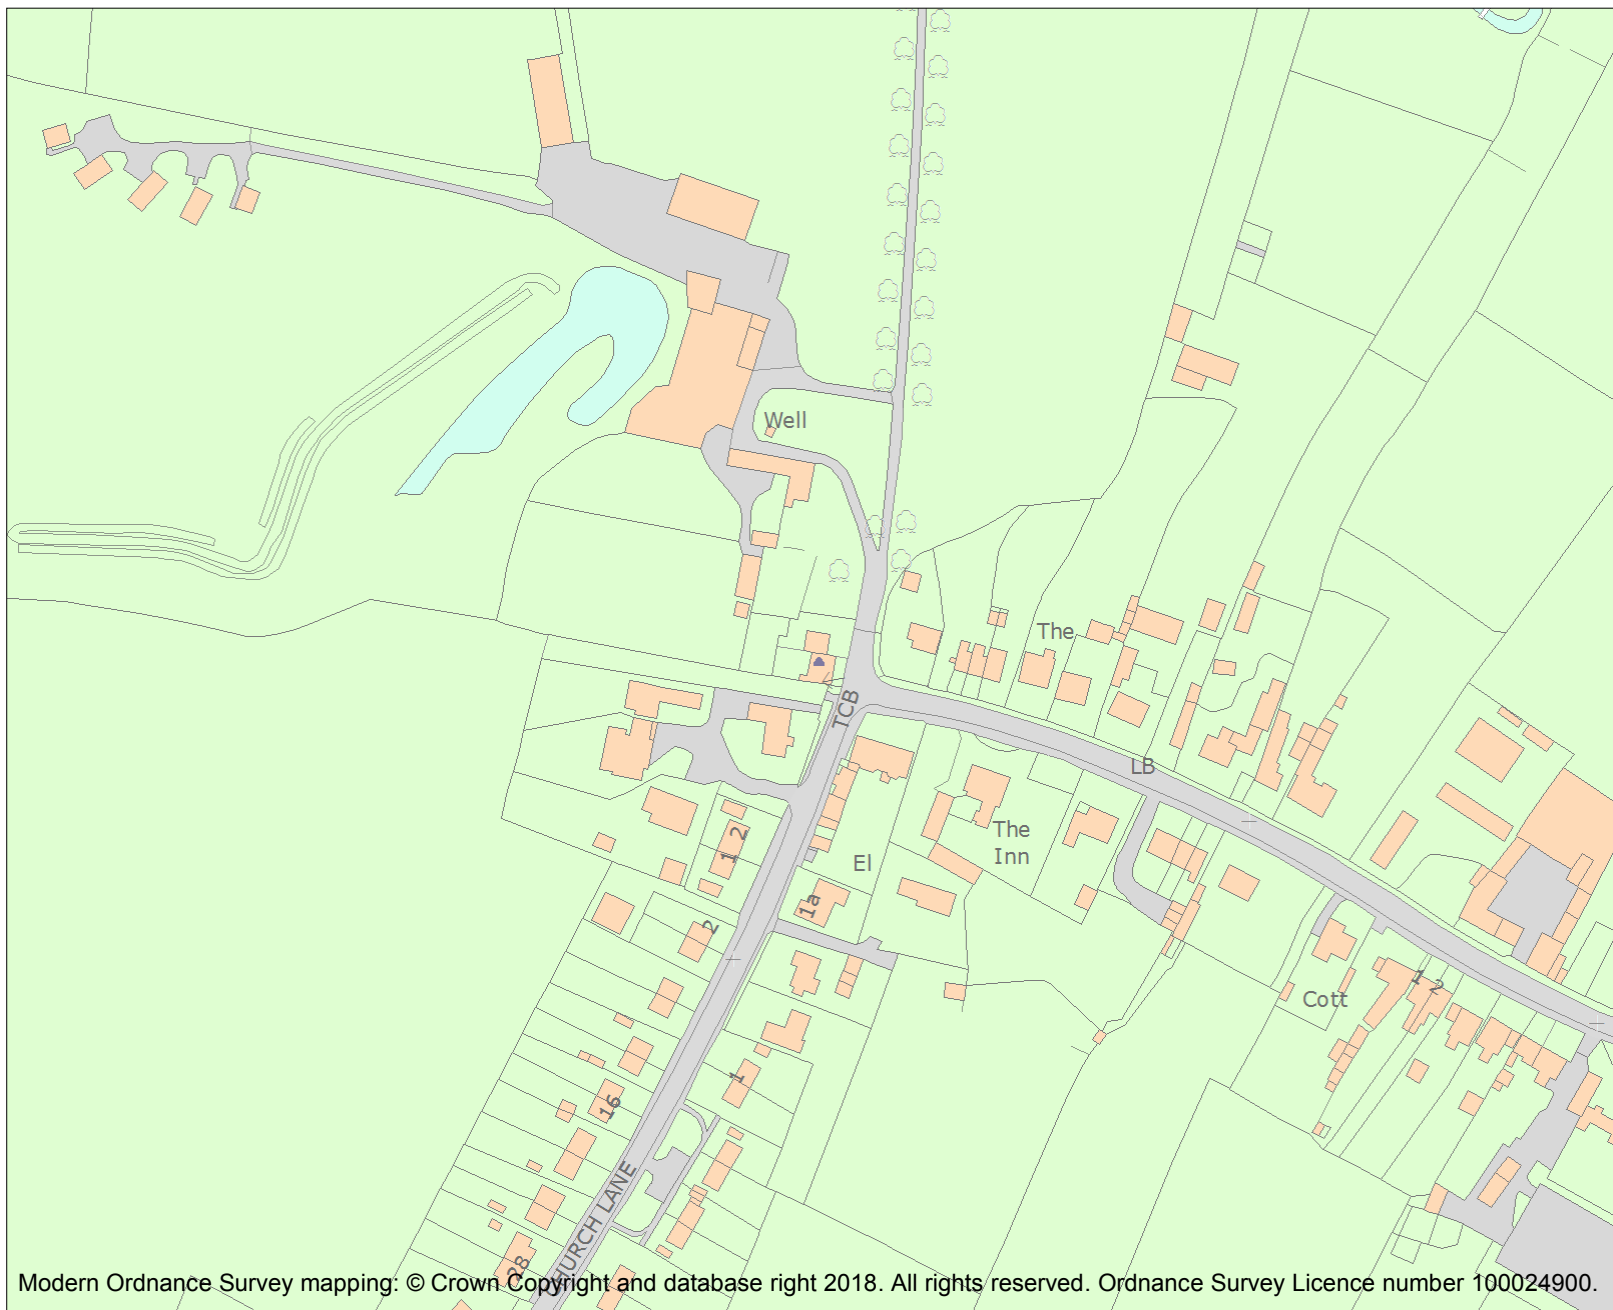 Well
The
TCB
LB
The
Inn
El
1 2
1a
2
Cott
1 2
1
16
CHURCH LANE
28
Modern Ordnance Survey mapping: © Crown Copyright and database right 2018. All rights reserved. Ordnance Survey Licence number 100024900.